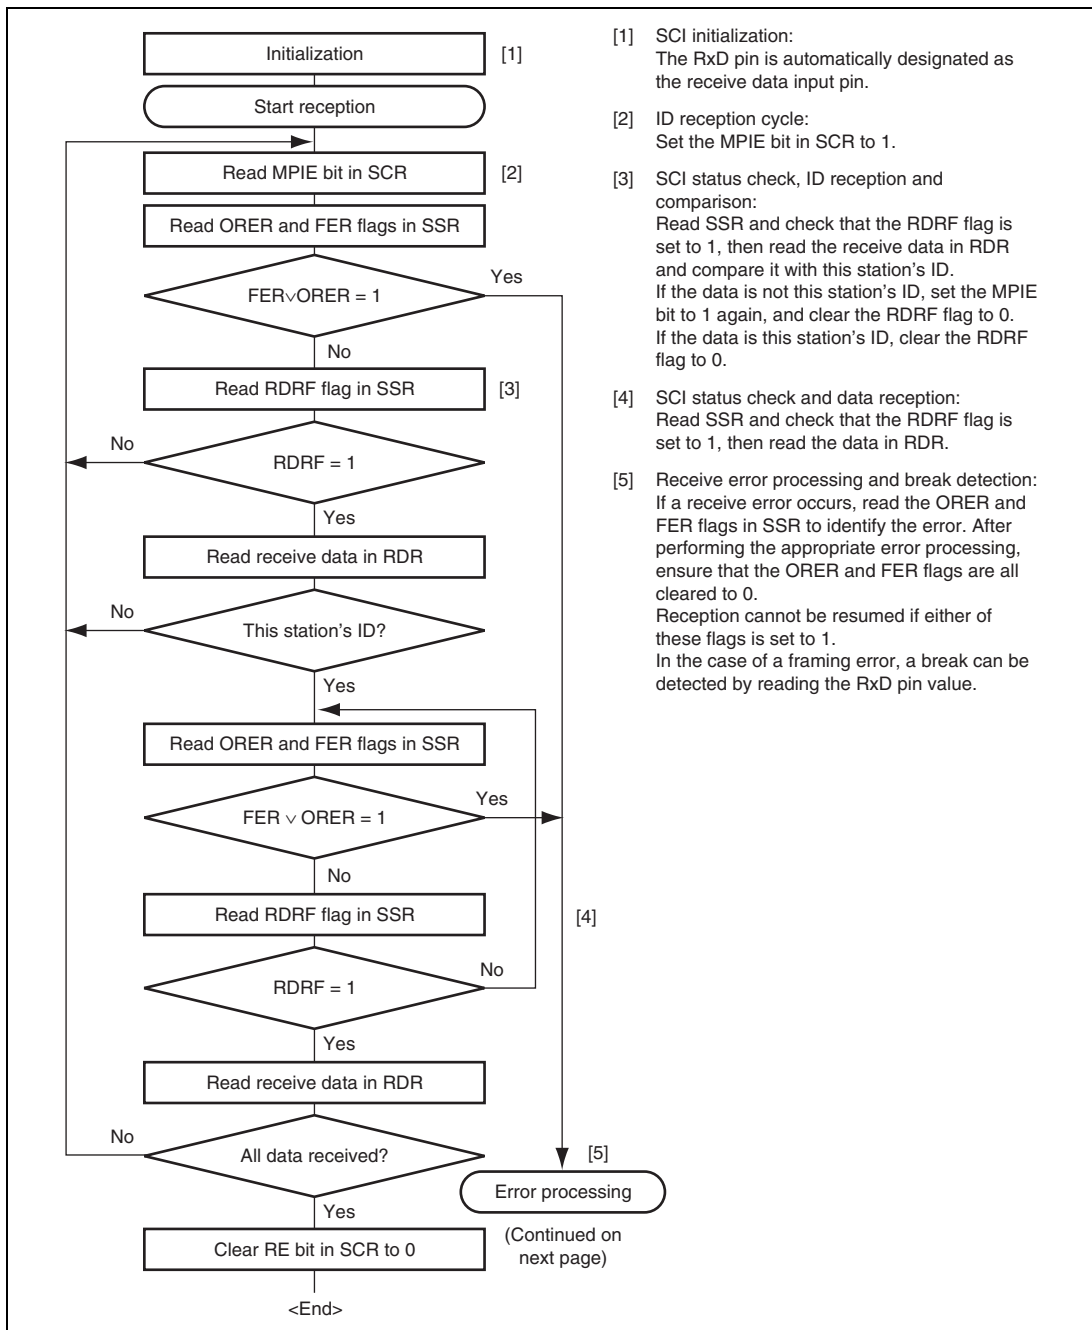 Initialization
[1]
Start reception
Read MPIE bit in SCR
[2]
Read ORER and FER flags in SSR
FER∨ORER = 1
Yes
No
Read RDRF flag in SSR
[3]
No
RDRF = 1
Yes
Read receive data in RDR
No
This station's ID?
Yes
Read ORER and FER flags in SSR
FER ∨ ORER = 1
Yes
No
Read RDRF flag in SSR
[4]
RDRF = 1
No
Yes
Read receive data in RDR
No
All data received?
[5]
Error processing
Yes
(Continued on
next page)
Clear RE bit in SCR to 0
<End>
[1] SCI initialization:
The RxD pin is automatically designated as
the receive data input pin.
[2] ID reception cycle:
Set the MPIE bit in SCR to 1.
[3] SCI status check, ID reception and
comparison:
Read SSR and check that the RDRF flag is
set to 1, then read the receive data in RDR
and compare it with this station's ID.
If the data is not this station's ID, set the MPIE
bit to 1 again, and clear the RDRF flag to 0.
If the data is this station's ID, clear the RDRF
flag to 0.
[4] SCI status check and data reception:
Read SSR and check that the RDRF flag is
set to 1, then read the data in RDR.
[5] Receive error processing and break detection:
If a receive error occurs, read the ORER and
FER flags in SSR to identify the error. After
performing the appropriate error processing,
ensure that the ORER and FER flags are all
cleared to 0.
Reception cannot be resumed if either of
these flags is set to 1.
In the case of a framing error, a break can be
detected by reading the RxD pin value.